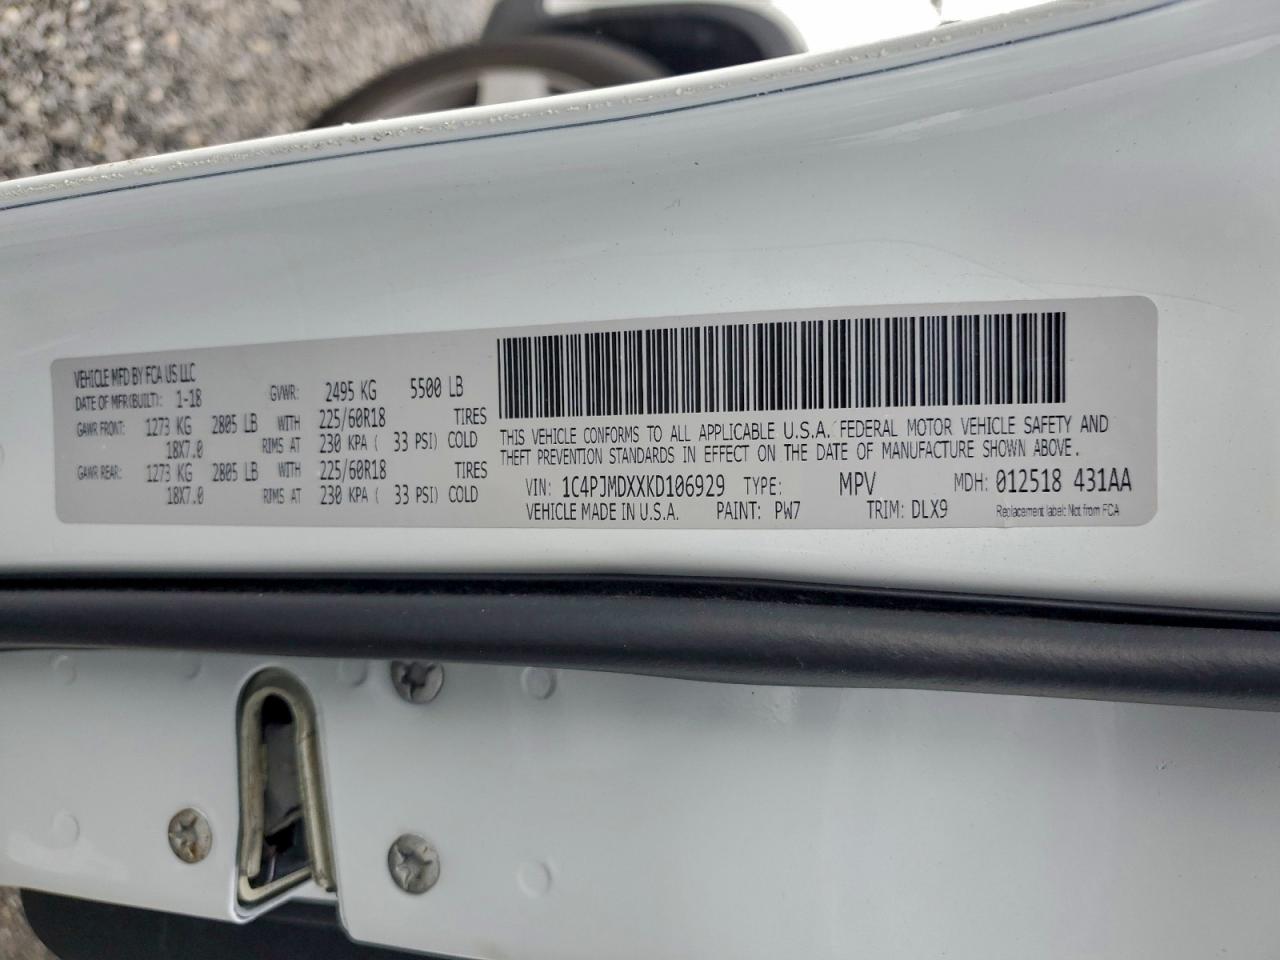 VEHICLE MFD BY FCA US LLC
DATE OF MFR(BUILT): 1-18 GVWR: 2495 KG 5500 LB
GAWR FRONT: 1273 KG 2805 LB WITH 225/60R18 TIRES
18X7.0 RIMS AT 230 KPA ( 33 PSI) COLD
GAWR REAR: 1273 KG 2805 LB WITH 225/60R18 TIRES
18X7.0 RIMS AT 230 KPA ( 33 PSI) COLD
THIS VEHICLE CONFORMS TO ALL APPLICABLE U.S.A. FEDERAL MOTOR VEHICLE SAFETY AND
THEFT PREVENTION STANDARDS IN EFFECT ON THE DATE OF MANUFACTURE SHOWN ABOVE.
VIN: 1C4PJMDXXKD106929 TYPE: MPV MDH: 012518 431AA
VEHICLE MADE IN U.S.A. PAINT: PW7 TRIM: DLX9 Replacement label: Not from FCA